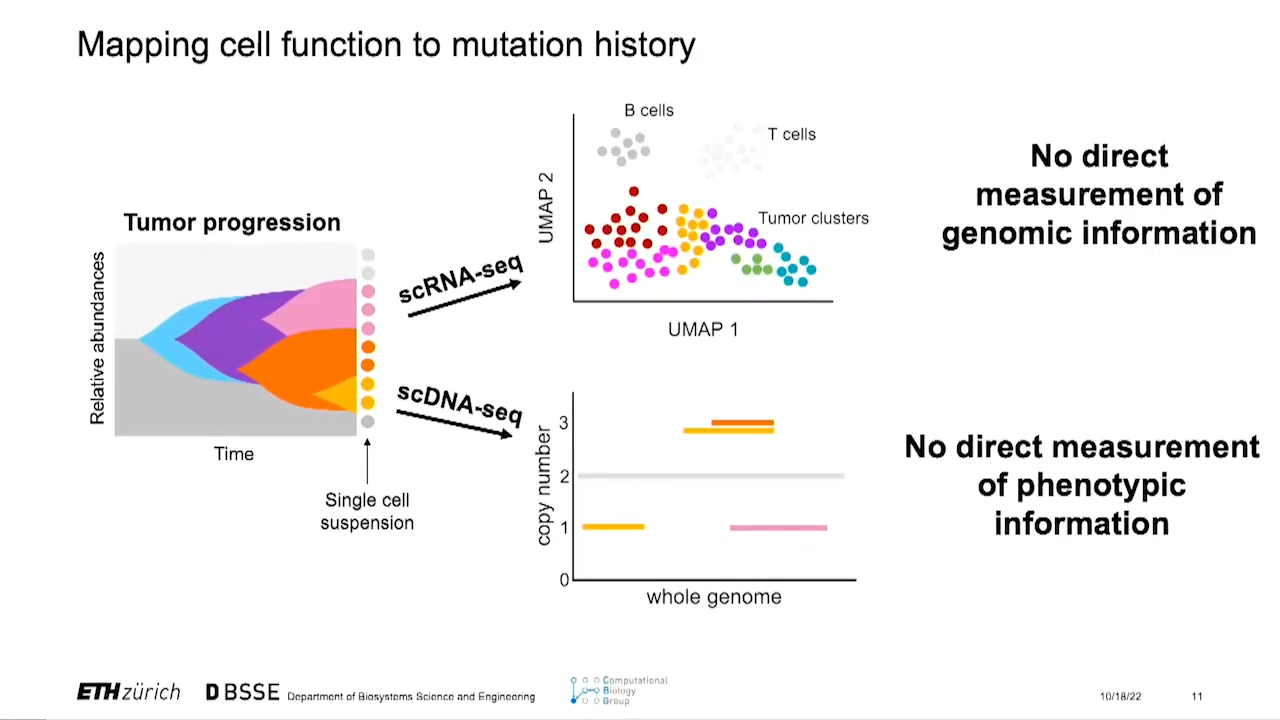 Mapping cell function to mutation history
B cells
T cells
UMAP 2
Tumor clusters
UMAP 1
No direct
measurement of
genomic information
Tumor progression
Relative abundances
Time
Single cell
suspension
scRNA-seq
scDNA-seq
copy number
3
2
1
0
whole genome
No direct measurement
of phenotypic
information
ETH zürich
D BSSE Department of Biosystems Science and Engineering
Computational
Biology
Group
10/18/22
11